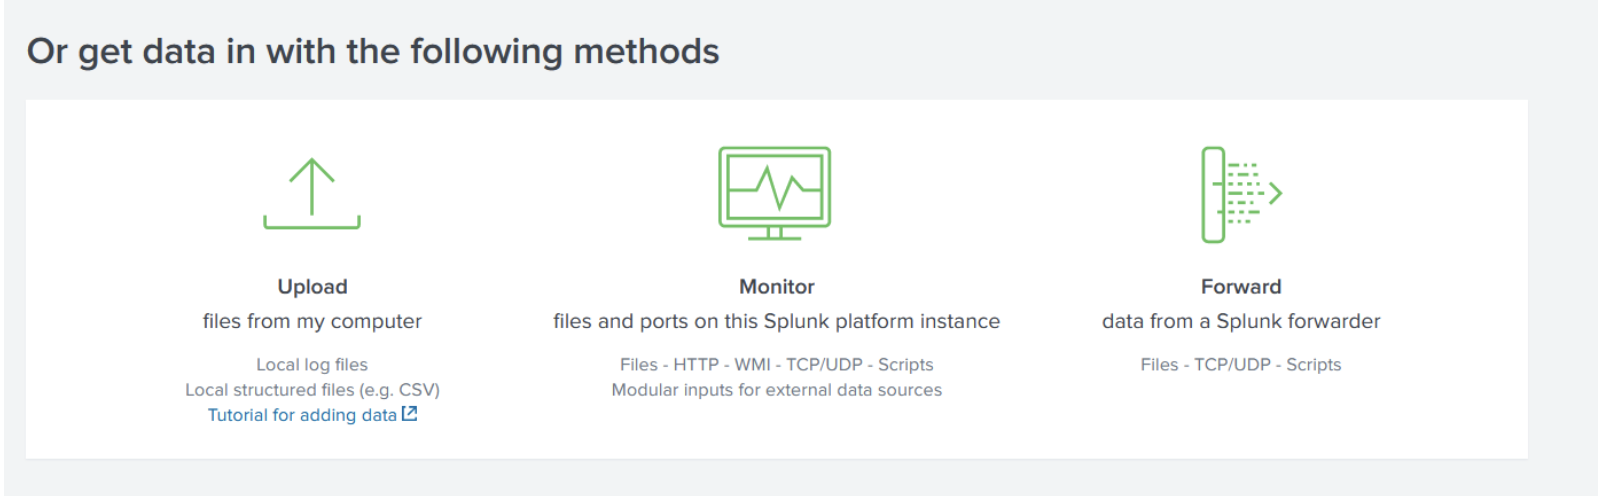 Or get data in with the following methods
Upload
files from my computer
Local log files
Local structured files (e.g. CSV)
Tutorial for adding data
Monitor
files and ports on this Splunk platform instance
Files - HTTP - WMI - TCP/UDP - Scripts
Modular inputs for external data sources
Forward
data from a Splunk forwarder
Files - TCP/UDP - Scripts